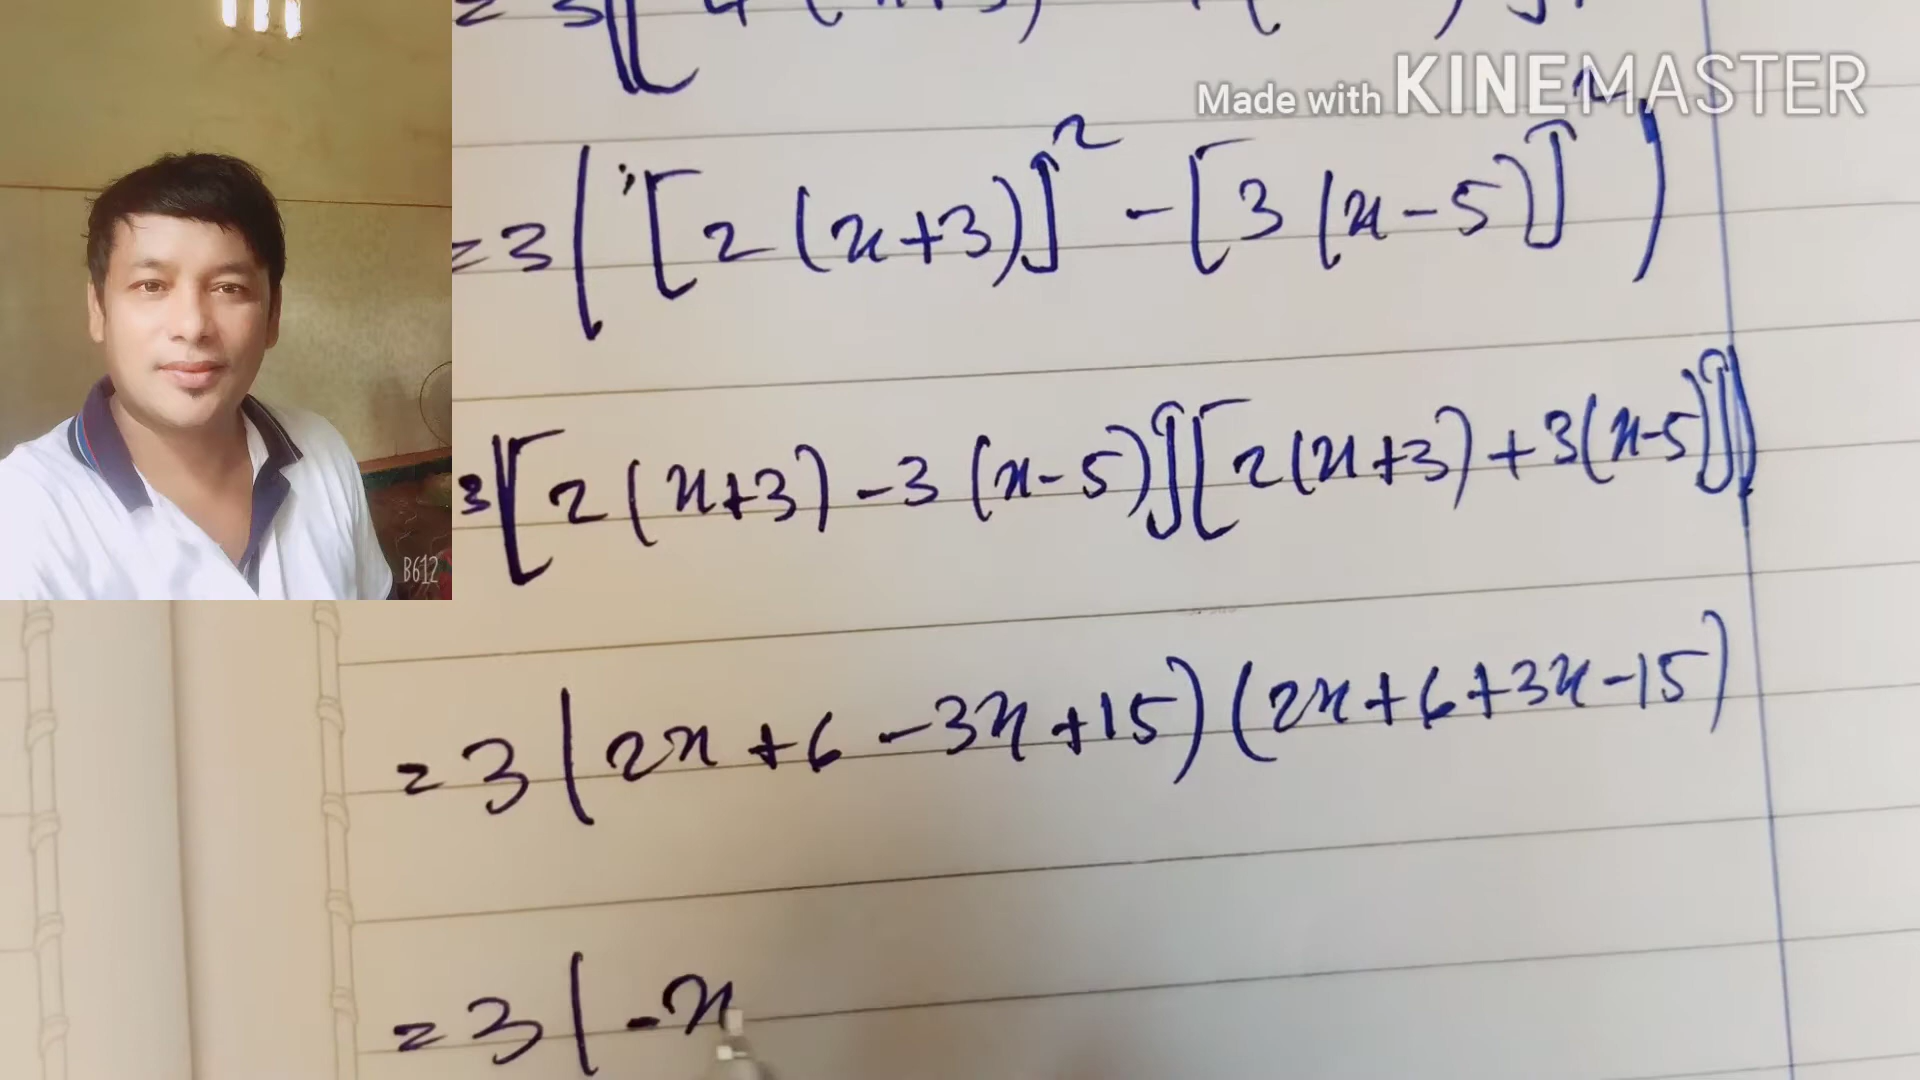 Made with KINEMASTER
=3([2(x+3)]² - [3(x-5)]²)
3[[2(x+3)-3(x-5)][2(x+3)+3(x-5)]]
B612
=3(2x+6-3x+15)(2x+6+3x-15)
=3(-x